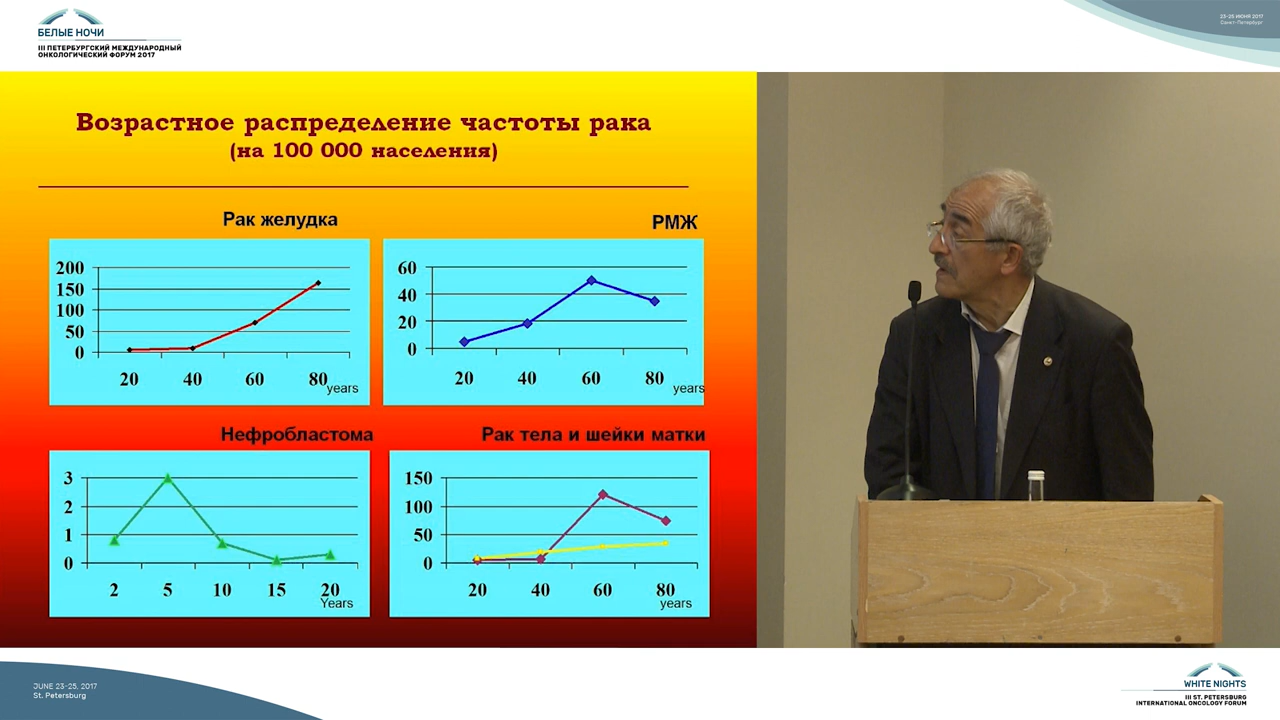 БЕЛЫЕ НОЧИ
III ПЕТЕРБУРГСКИЙ МЕЖДУНАРОДНЫЙ
ОНКОЛОГИЧЕСКИЙ ФОРУМ 2017
23-25 ИЮНЯ 2017
Санкт-Петербург
Возрастное распределение частоты рака
(на 100 000 населения)
Рак желудка
200
150
100
50
0
20 40 60 80
years
РМЖ
60
40
20
0
20 40 60 80
years
Нефробластома
3
2
1
0
2 5 10 15 20
Years
Рак тела и шейки матки
150
100
50
0
20 40 60 80
years
JUNE 23-25, 2017
St. Petersburg
WHITE NIGHTS
III ST. PETERSBURG
INTERNATIONAL ONCOLOGY FORUM